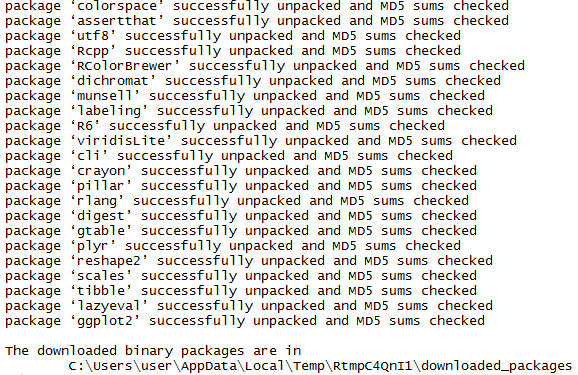 package ‘colorspace’ successfully unpacked and MD5 sums checked
package ‘assertthat’ successfully unpacked and MD5 sums checked
package ‘utf8’ successfully unpacked and MD5 sums checked
package ‘Rcpp’ successfully unpacked and MD5 sums checked
package ‘RColorBrewer’ successfully unpacked and MD5 sums checked
package ‘dichromat’ successfully unpacked and MD5 sums checked
package ‘munsell’ successfully unpacked and MD5 sums checked
package ‘labeling’ successfully unpacked and MD5 sums checked
package ‘R6’ successfully unpacked and MD5 sums checked
package ‘viridisLite’ successfully unpacked and MD5 sums checked
package ‘cli’ successfully unpacked and MD5 sums checked
package ‘crayon’ successfully unpacked and MD5 sums checked
package ‘pillar’ successfully unpacked and MD5 sums checked
package ‘rlang’ successfully unpacked and MD5 sums checked
package ‘digest’ successfully unpacked and MD5 sums checked
package ‘gtable’ successfully unpacked and MD5 sums checked
package ‘plyr’ successfully unpacked and MD5 sums checked
package ‘reshape2’ successfully unpacked and MD5 sums checked
package ‘scales’ successfully unpacked and MD5 sums checked
package ‘tibble’ successfully unpacked and MD5 sums checked
package ‘lazyeval’ successfully unpacked and MD5 sums checked
package ‘ggplot2’ successfully unpacked and MD5 sums checked
The downloaded binary packages are in
C:\Users\user\AppData\Local\Temp\RtmpC4QnI1\downloaded_packages